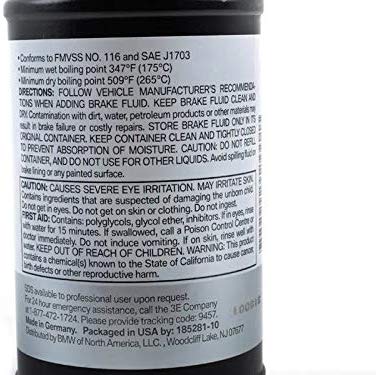 • Conforms to FMVSS NO. 116 and SAE J1703
• Minimum wet boiling point 347°F (175°C)
• Minimum dry boiling point 509°F (265°C)
DIRECTIONS: FOLLOW VEHICLE MANUFACTURER'S RECOMMENDA-
TIONS WHEN ADDING BRAKE FLUID. KEEP BRAKE FLUID CLEAN AND
DRY. Contamination with dirt, water, petroleum products or other materials may
result in brake failure or costly repairs. STORE BRAKE FLUID ONLY IN ITS
ORIGINAL CONTAINER. KEEP CONTAINER CLEAN AND TIGHTLY CLOSED
TO PREVENT ABSORPTION OF MOISTURE. CAUTION: DO NOT REFILL
CONTAINER, AND DO NOT USE FOR OTHER LIQUIDS. Avoid spilling fluid on
brake lining or any painted surface.
CAUTION: CAUSES SEVERE EYE IRRITATION. MAY IRRITATE SKIN.
Contains ingredients that are suspected of damaging the unborn child.
Do not get in eyes. Do not get on skin or clothing. Do not ingest.
FIRST AID: Contains: polyglycols, glycol ether, inhibitors. If in eyes, rinse
with water for 15 minutes. If swallowed, call a Poison Control Centre or
doctor immediately. Do not induce vomiting. If on skin, rinse well with
water. KEEP OUT OF REACH OF CHILDREN. WARNING: This product
contains a chemical(s) known to the State of California to cause cancer,
birth defects or other reproductive harm.
SDS available to professional user upon request.
For 24 hour emergency assistance, call the 3E Company
at 1-877-472-1724. Please provide tracking code: 9457.
Made in Germany. Packaged in USA by: 185281-10
Distributed by BMW of North America, LLC., Woodcliff Lake, NJ 07677